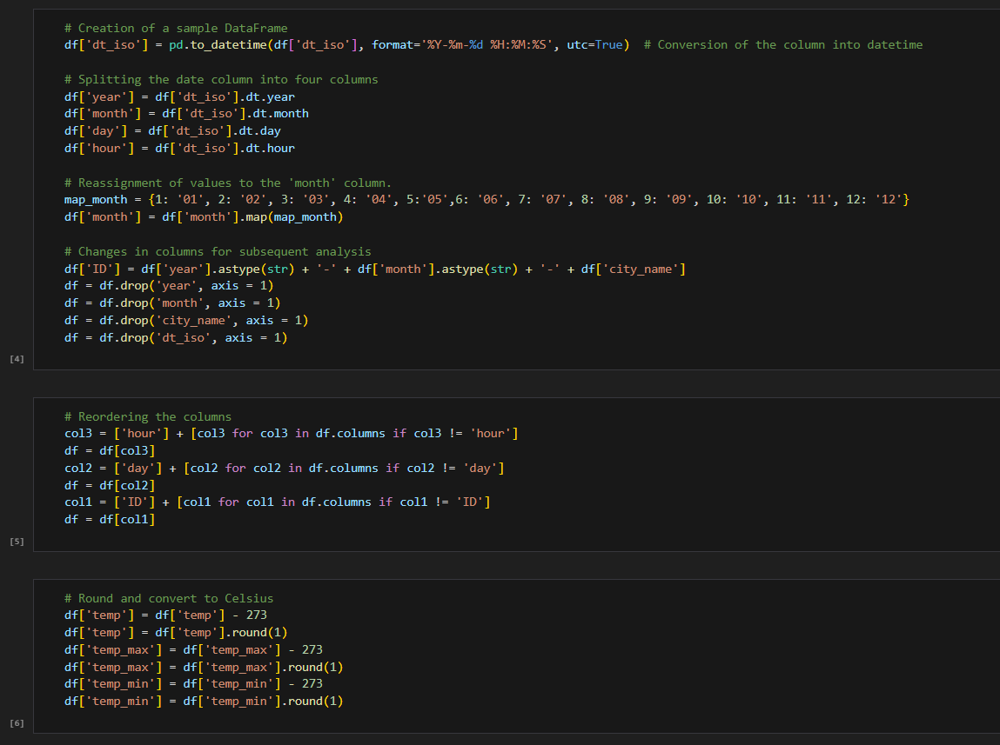 # Creation of a sample DataFrame
df['dt_iso'] = pd.to_datetime(df['dt_iso'], format='%Y-%m-%d %H:%M:%S', utc=True)  # Conversion of the column into datetime
# Splitting the date column into four columns
df['year'] = df['dt_iso'].dt.year
df['month'] = df['dt_iso'].dt.month
df['day'] = df['dt_iso'].dt.day
df['hour'] = df['dt_iso'].dt.hour
# Reassignment of values to the 'month' column.
map_month = {1: '01', 2: '02', 3: '03', 4: '04', 5:'05',6: '06', 7: '07', 8: '08', 9: '09', 10: '10', 11: '11', 12: '12'}
df['month'] = df['month'].map(map_month)
# Changes in columns for subsequent analysis
df['ID'] = df['year'].astype(str) + '-' + df['month'].astype(str) + '-' + df['city_name']
df = df.drop('year', axis = 1)
df = df.drop('month', axis = 1)
df = df.drop('city_name', axis = 1)
df = df.drop('dt_iso', axis = 1)
[4]
# Reordering the columns
col3 = ['hour'] + [col3 for col3 in df.columns if col3 != 'hour']
df = df[col3]
col2 = ['day'] + [col2 for col2 in df.columns if col2 != 'day']
df = df[col2]
col1 = ['ID'] + [col1 for col1 in df.columns if col1 != 'ID']
df = df[col1]
[5]
# Round and convert to Celsius
df['temp'] = df['temp'] - 273
df['temp'] = df['temp'].round(1)
df['temp_max'] = df['temp_max'] - 273
df['temp_max'] = df['temp_max'].round(1)
df['temp_min'] = df['temp_min'] - 273
df['temp_min'] = df['temp_min'].round(1)
[6]